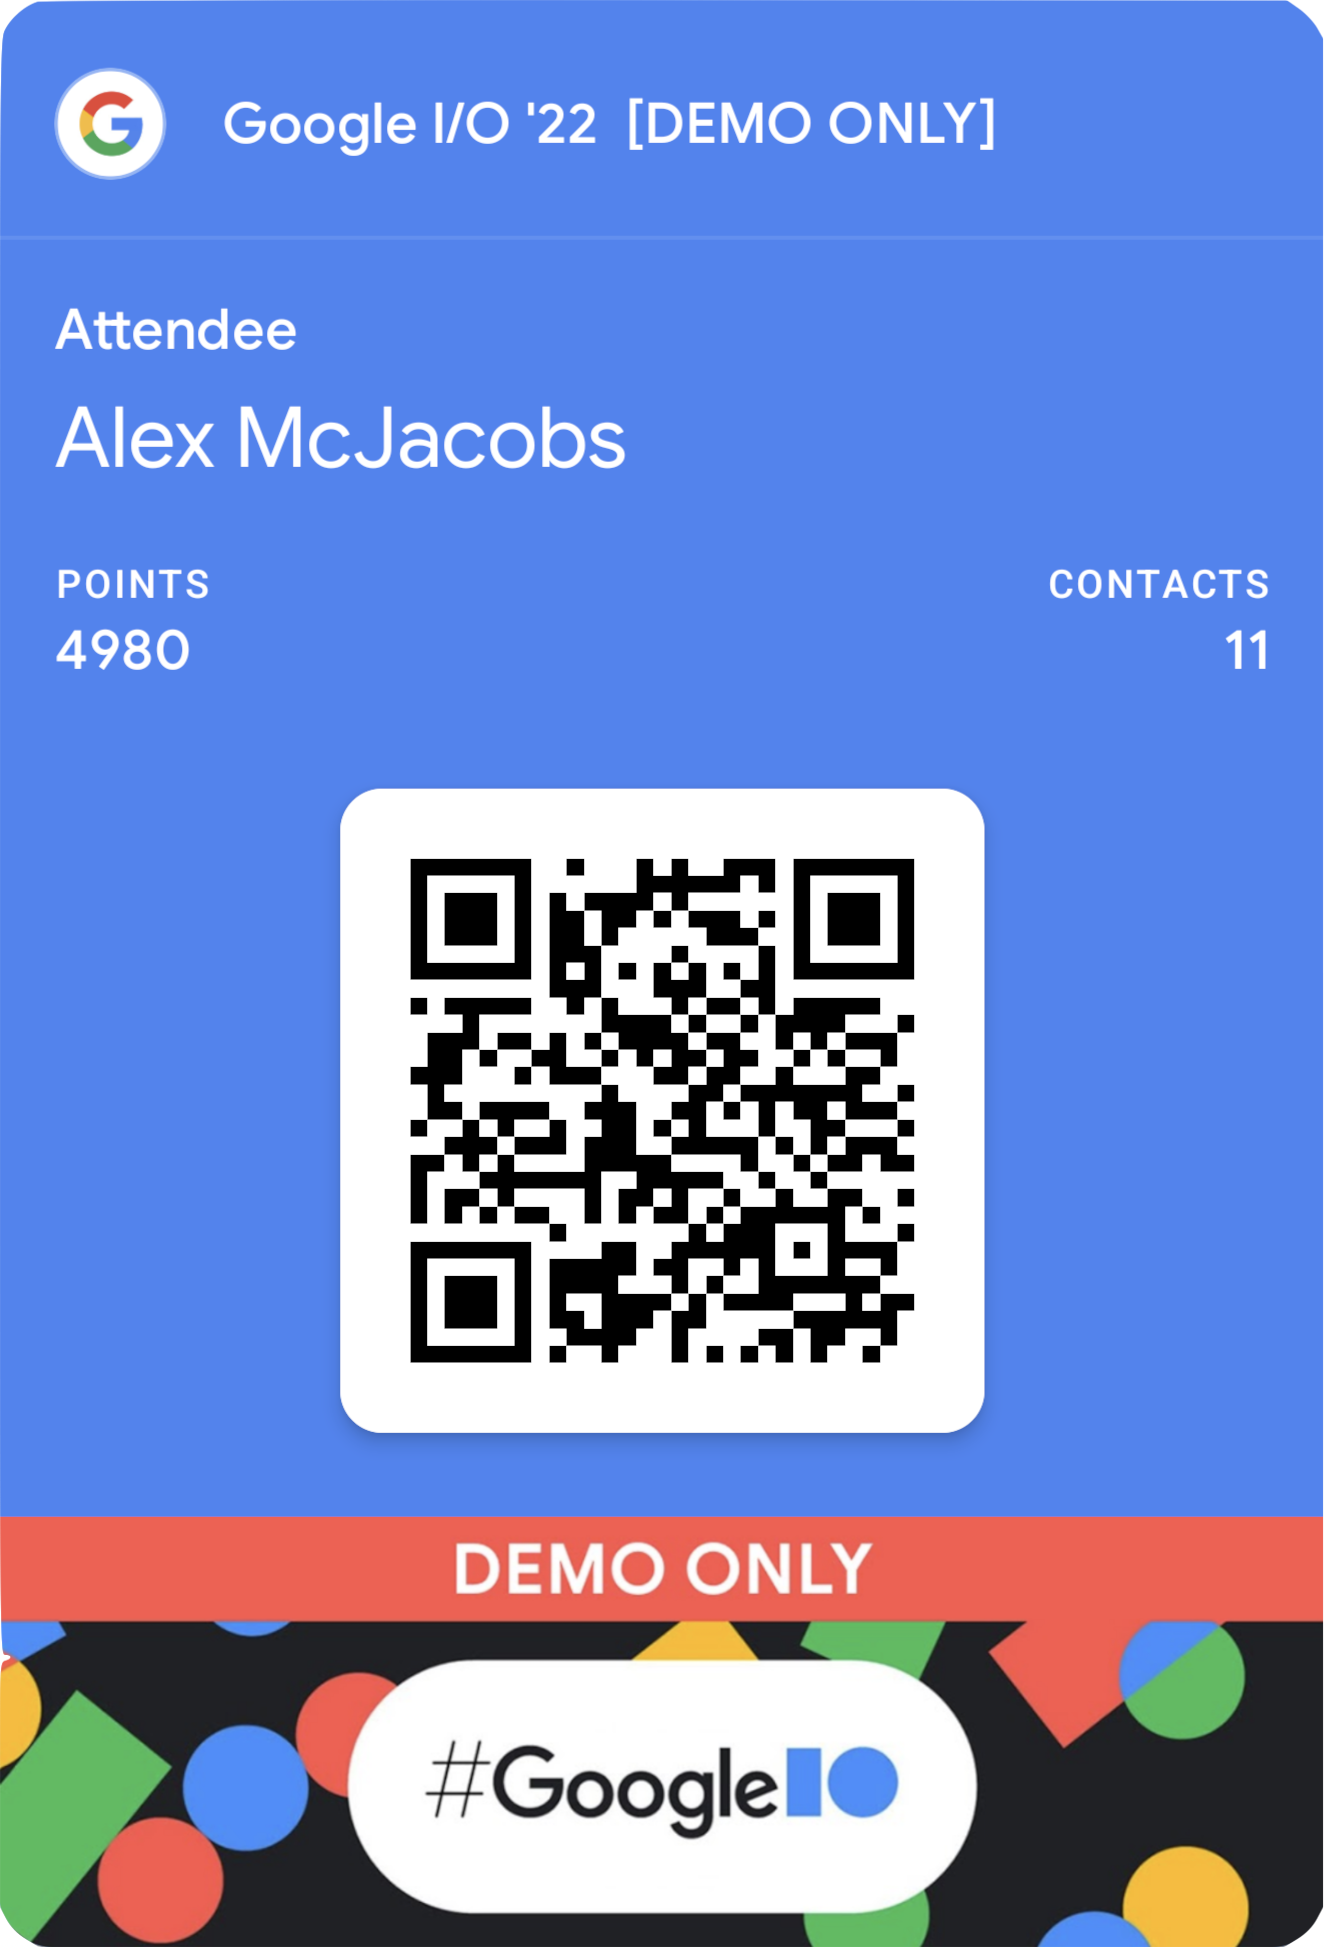 G
Google I/O '22 [DEMO ONLY]
Attendee
Alex McJacobs
POINTS
CONTACTS
4980
11
DEMO ONLY
#GoogleIO